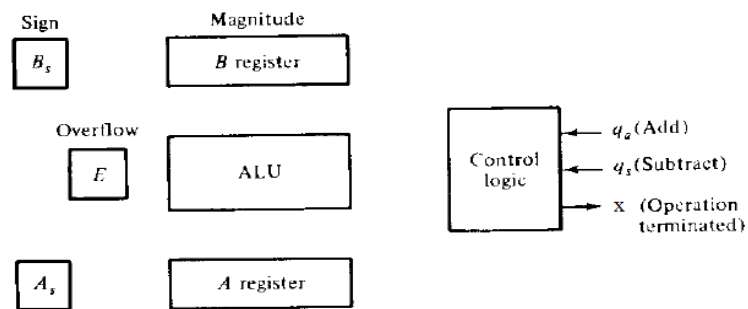 Sign
Magnitude
B_s
B register
Overflow
E
ALU
Control
logic
q_a (Add)
q_s (Subtract)
x (Operation
terminated)
A_s
A register